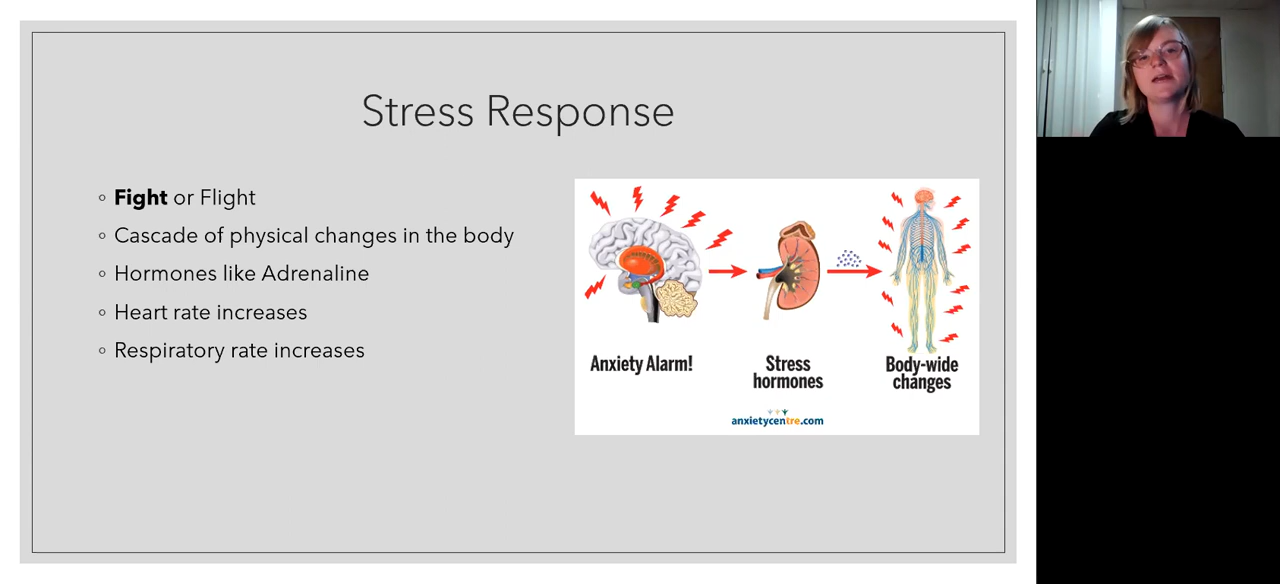 Stress Response
Fight or Flight
Cascade of physical changes in the body
Hormones like Adrenaline
Heart rate increases
Respiratory rate increases
Anxiety Alarm!
Stress
hormones
Body-wide
changes
anxietycentre.com